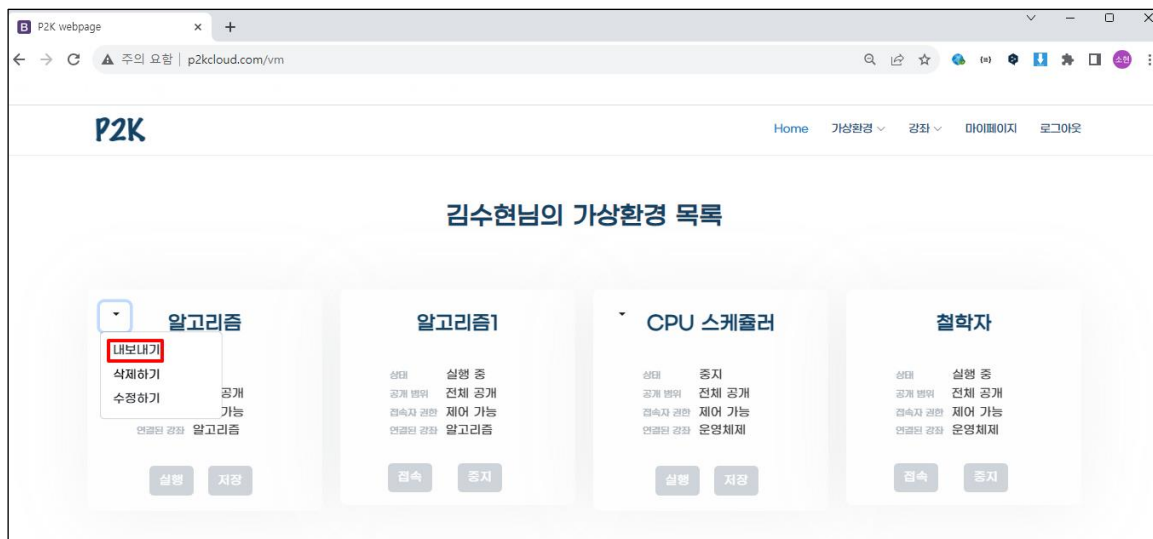 P2K webpage
주의 요함 | p2kcloud.com/vm
소현
P2K
Home 가상환경 강좌 마이페이지 로그아웃
김수현님의 가상환경 목록
알고리즘
내보내기
삭제하기
수정하기
공개
가능
연결된 강좌 알고리즘
실행 저장
알고리즘1
상태 실행 중
공개 범위 전체 공개
접속자 권한 제어 가능
연결된 강좌 알고리즘
접속 중지
CPU 스케줄러
상태 중지
공개 범위 전체 공개
접속자 권한 제어 가능
연결된 강좌 운영체제
실행 저장
철학자
상태 실행 중
공개 범위 전체 공개
접속자 권한 제어 가능
연결된 강좌 운영체제
접속 중지